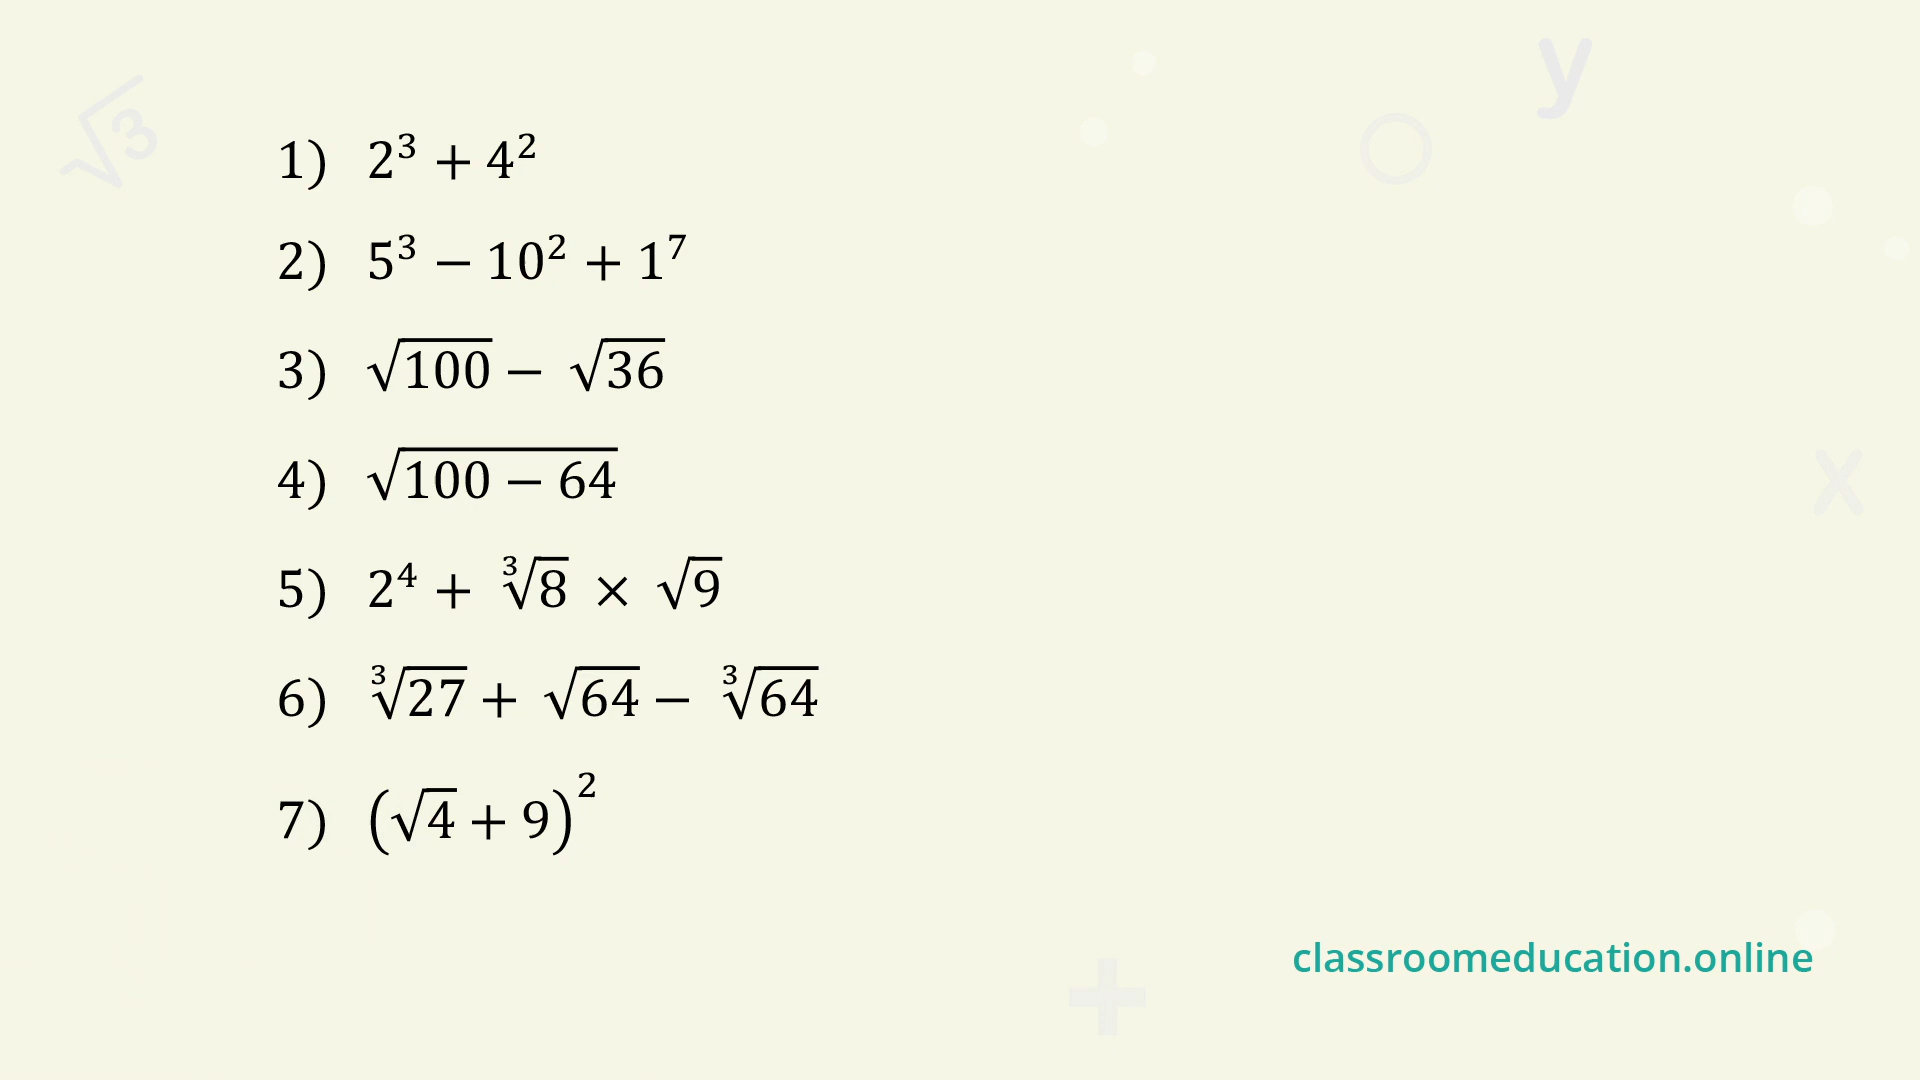 √3
y
1) 2³ + 4²
2) 5³ − 10² + 1⁷
3) √100 − √36
4) √(100 − 64)
5) 2⁴ + ∛8 × √9
6) ∛27 + √64 − ∛64
7) (√4 + 9)²
x
classroomeducation.online
+